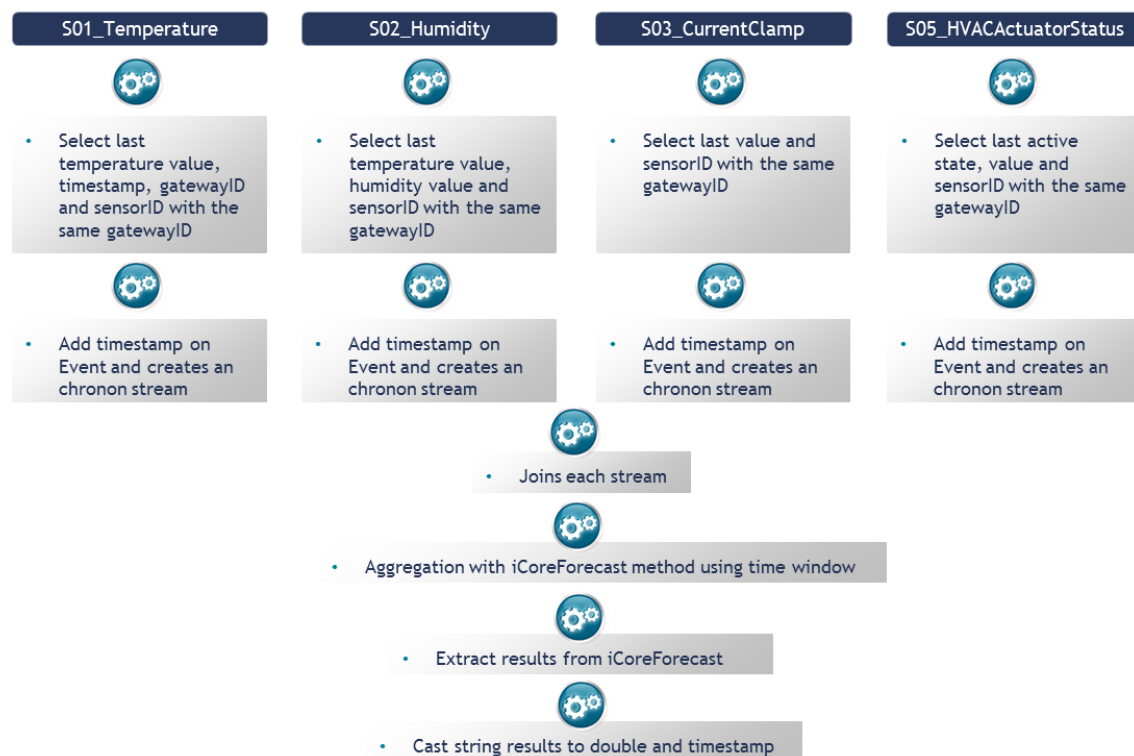 S01_Temperature
S02_Humidity
S03_CurrentClamp
S05_HVACActuatorStatus
• Select last
temperature value,
timestamp, gatewayID
and sensorID with the
same gatewayID
• Select last
temperature value,
humidity value and
sensorID with the same
gatewayID
• Select last value and
sensorID with the same
gatewayID
• Select last active
state, value and
sensorID with the same
gatewayID
• Add timestamp on
Event and creates an
chronon stream
• Add timestamp on
Event and creates an
chronon stream
• Add timestamp on
Event and creates an
chronon stream
• Add timestamp on
Event and creates an
chronon stream
• Joins each stream
• Aggregation with iCoreForecast method using time window
• Extract results from iCoreForecast
• Cast string results to double and timestamp